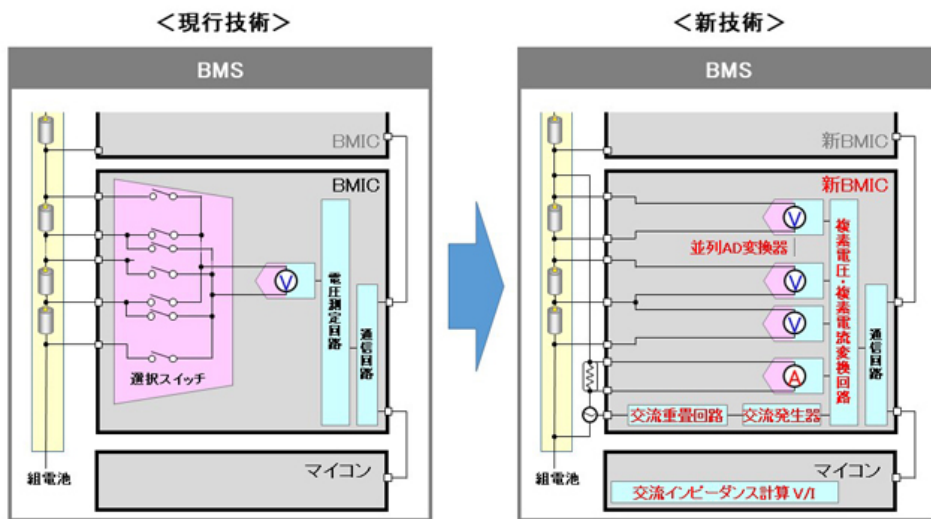 ＜現行技術＞
BMS
BMIC
BMIC
V
電圧測定回路
通信回路
選択スイッチ
組電池
マイコン
＜新技術＞
BMS
新BMIC
新BMIC
V
並列AD変換器
V
V
A
複素電圧・複素電流変換回路
通信回路
交流重畳回路
交流発生器
組電池
マイコン
交流インピーダンス計算 V/I